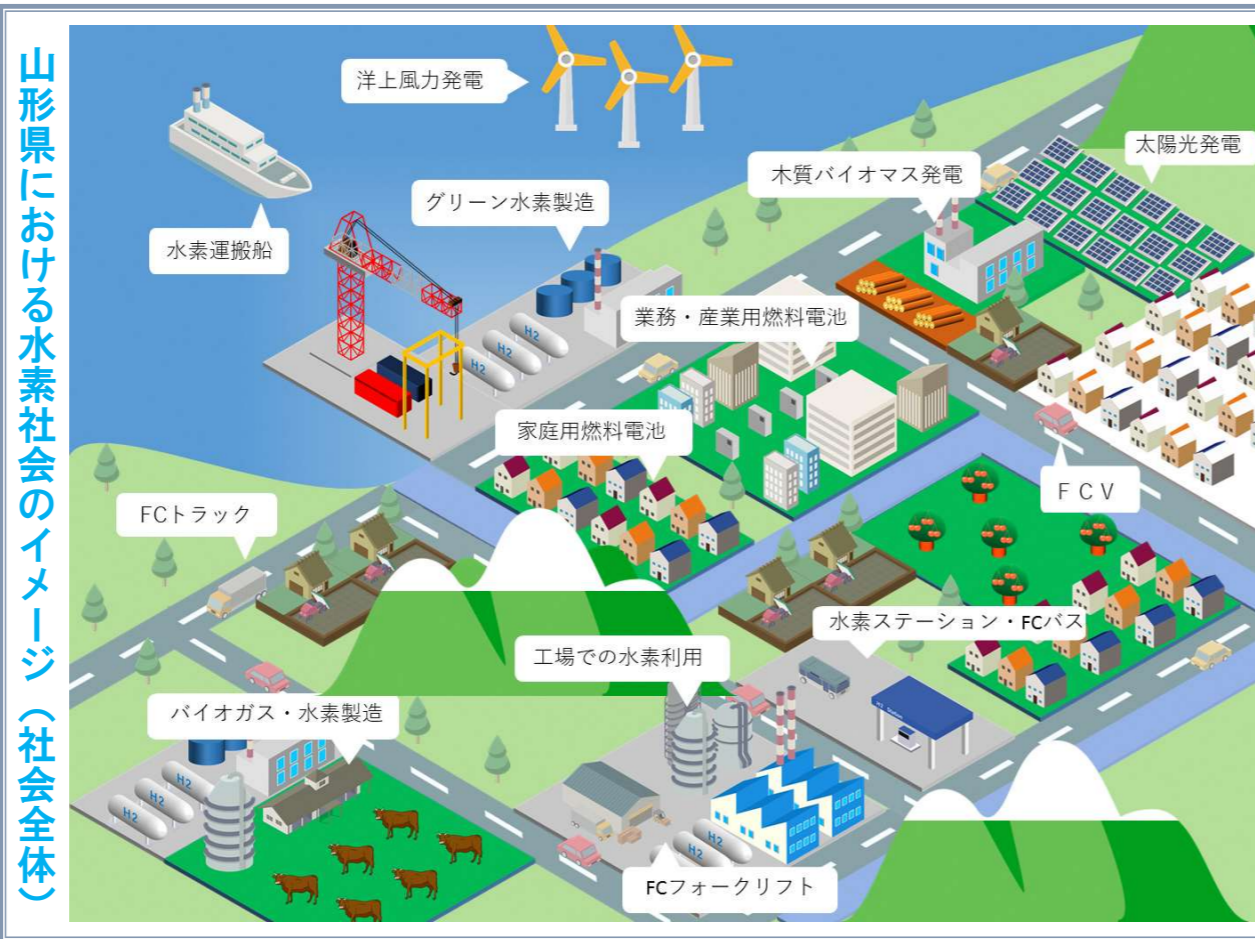 山形県における水素社会のイメージ（社会全体）
洋上風力発電
太陽光発電
木質バイオマス発電
グリーン水素製造
水素運搬船
業務・産業用燃料電池
H2
H2
H2
家庭用燃料電池
FCV
FCトラック
水素ステーション・FCバス
工場での水素利用
H2 Station
バイオガス・水素製造
H2
H2
H2
H2
H2
FCフォークリフト